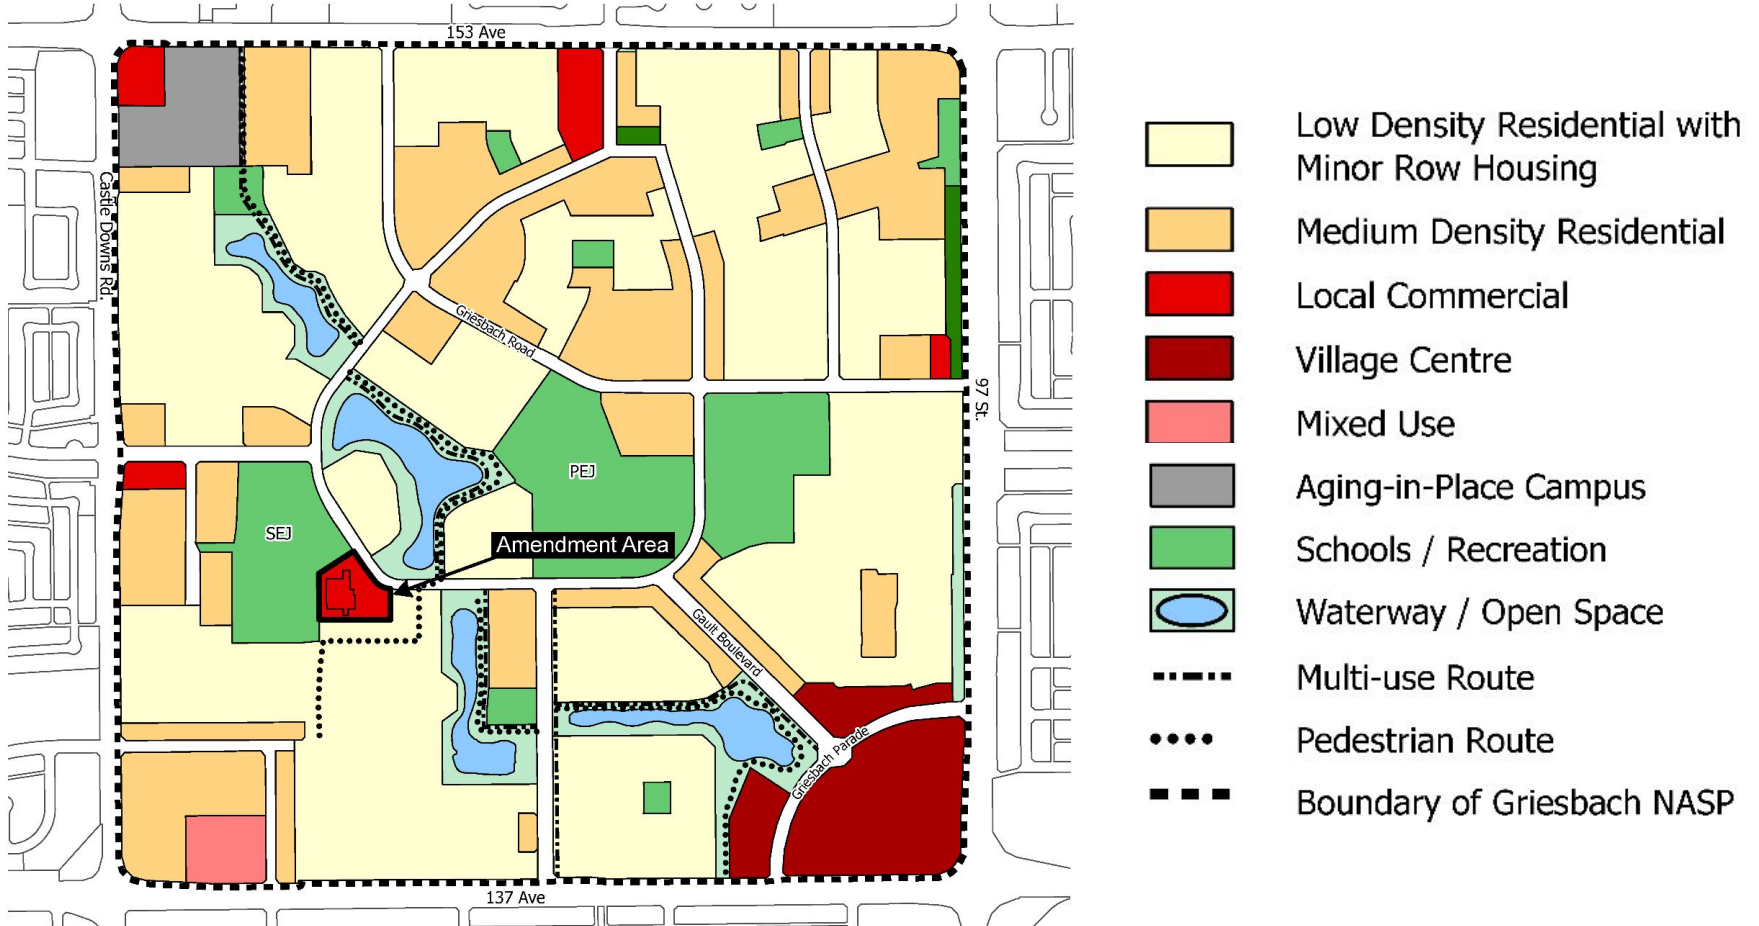 153 Ave
Castle Downs Rd.
Griesbach Road
97 St.
PEJ
SEJ
Amendment Area
Gault Boulevard
Griesbach Parade
137 Ave
Low Density Residential with
Minor Row Housing
Medium Density Residential
Local Commercial
Village Centre
Mixed Use
Aging-in-Place Campus
Schools / Recreation
Waterway / Open Space
Multi-use Route
Pedestrian Route
Boundary of Griesbach NASP